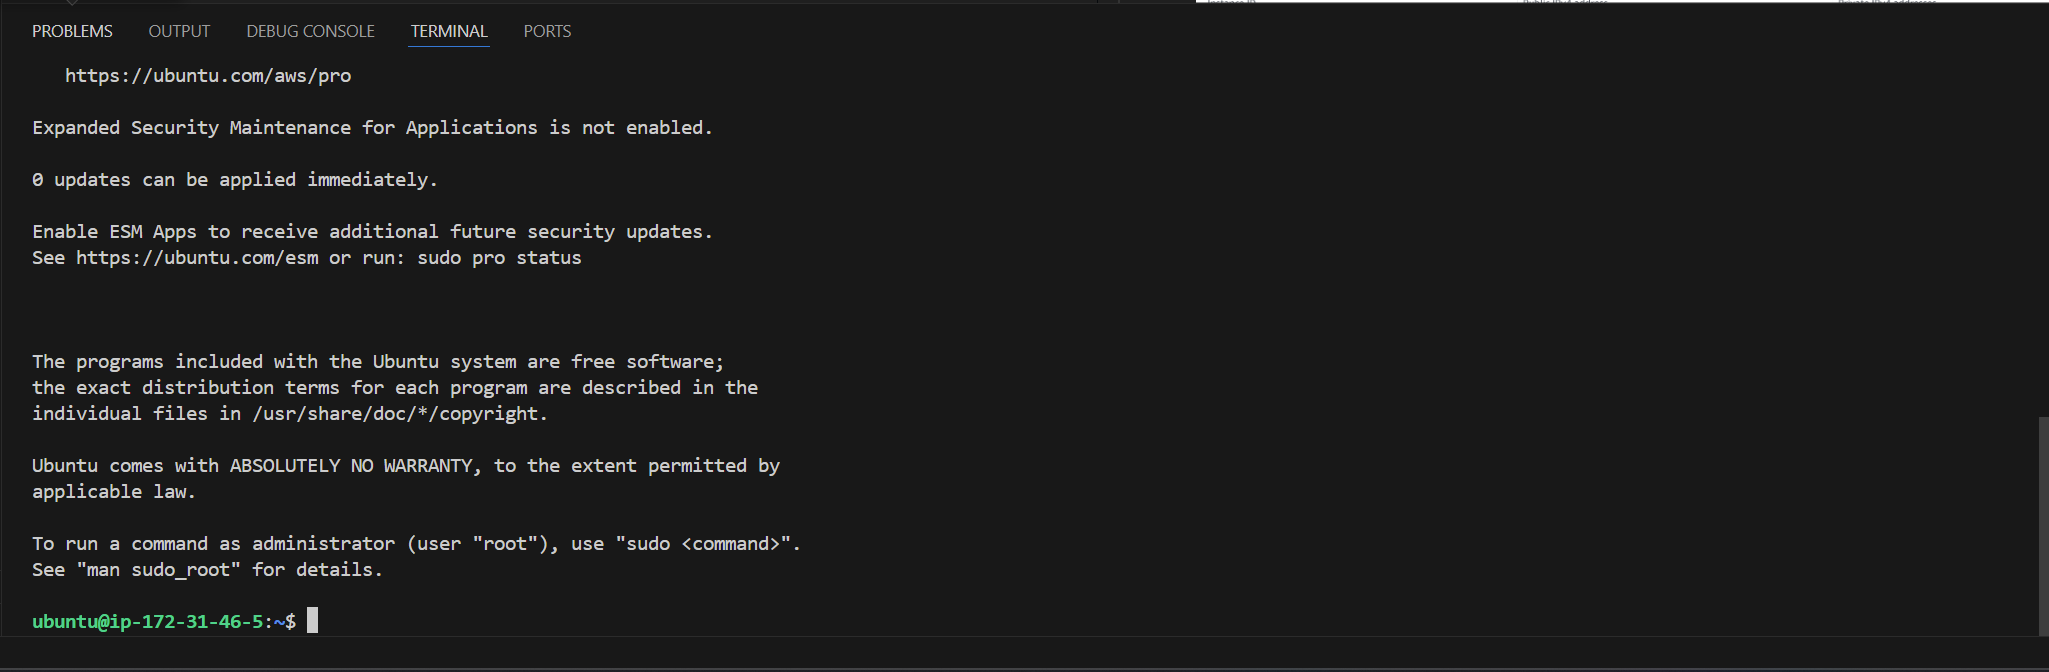 PROBLEMS OUTPUT DEBUG CONSOLE TERMINAL PORTS
https://ubuntu.com/aws/pro
Expanded Security Maintenance for Applications is not enabled.
0 updates can be applied immediately.
Enable ESM Apps to receive additional future security updates.
See https://ubuntu.com/esm or run: sudo pro status
The programs included with the Ubuntu system are free software;
the exact distribution terms for each program are described in the
individual files in /usr/share/doc/*/copyright.
Ubuntu comes with ABSOLUTELY NO WARRANTY, to the extent permitted by
applicable law.
To run a command as administrator (user "root"), use "sudo <command>".
See "man sudo_root" for details.
ubuntu@ip-172-31-46-5:~$